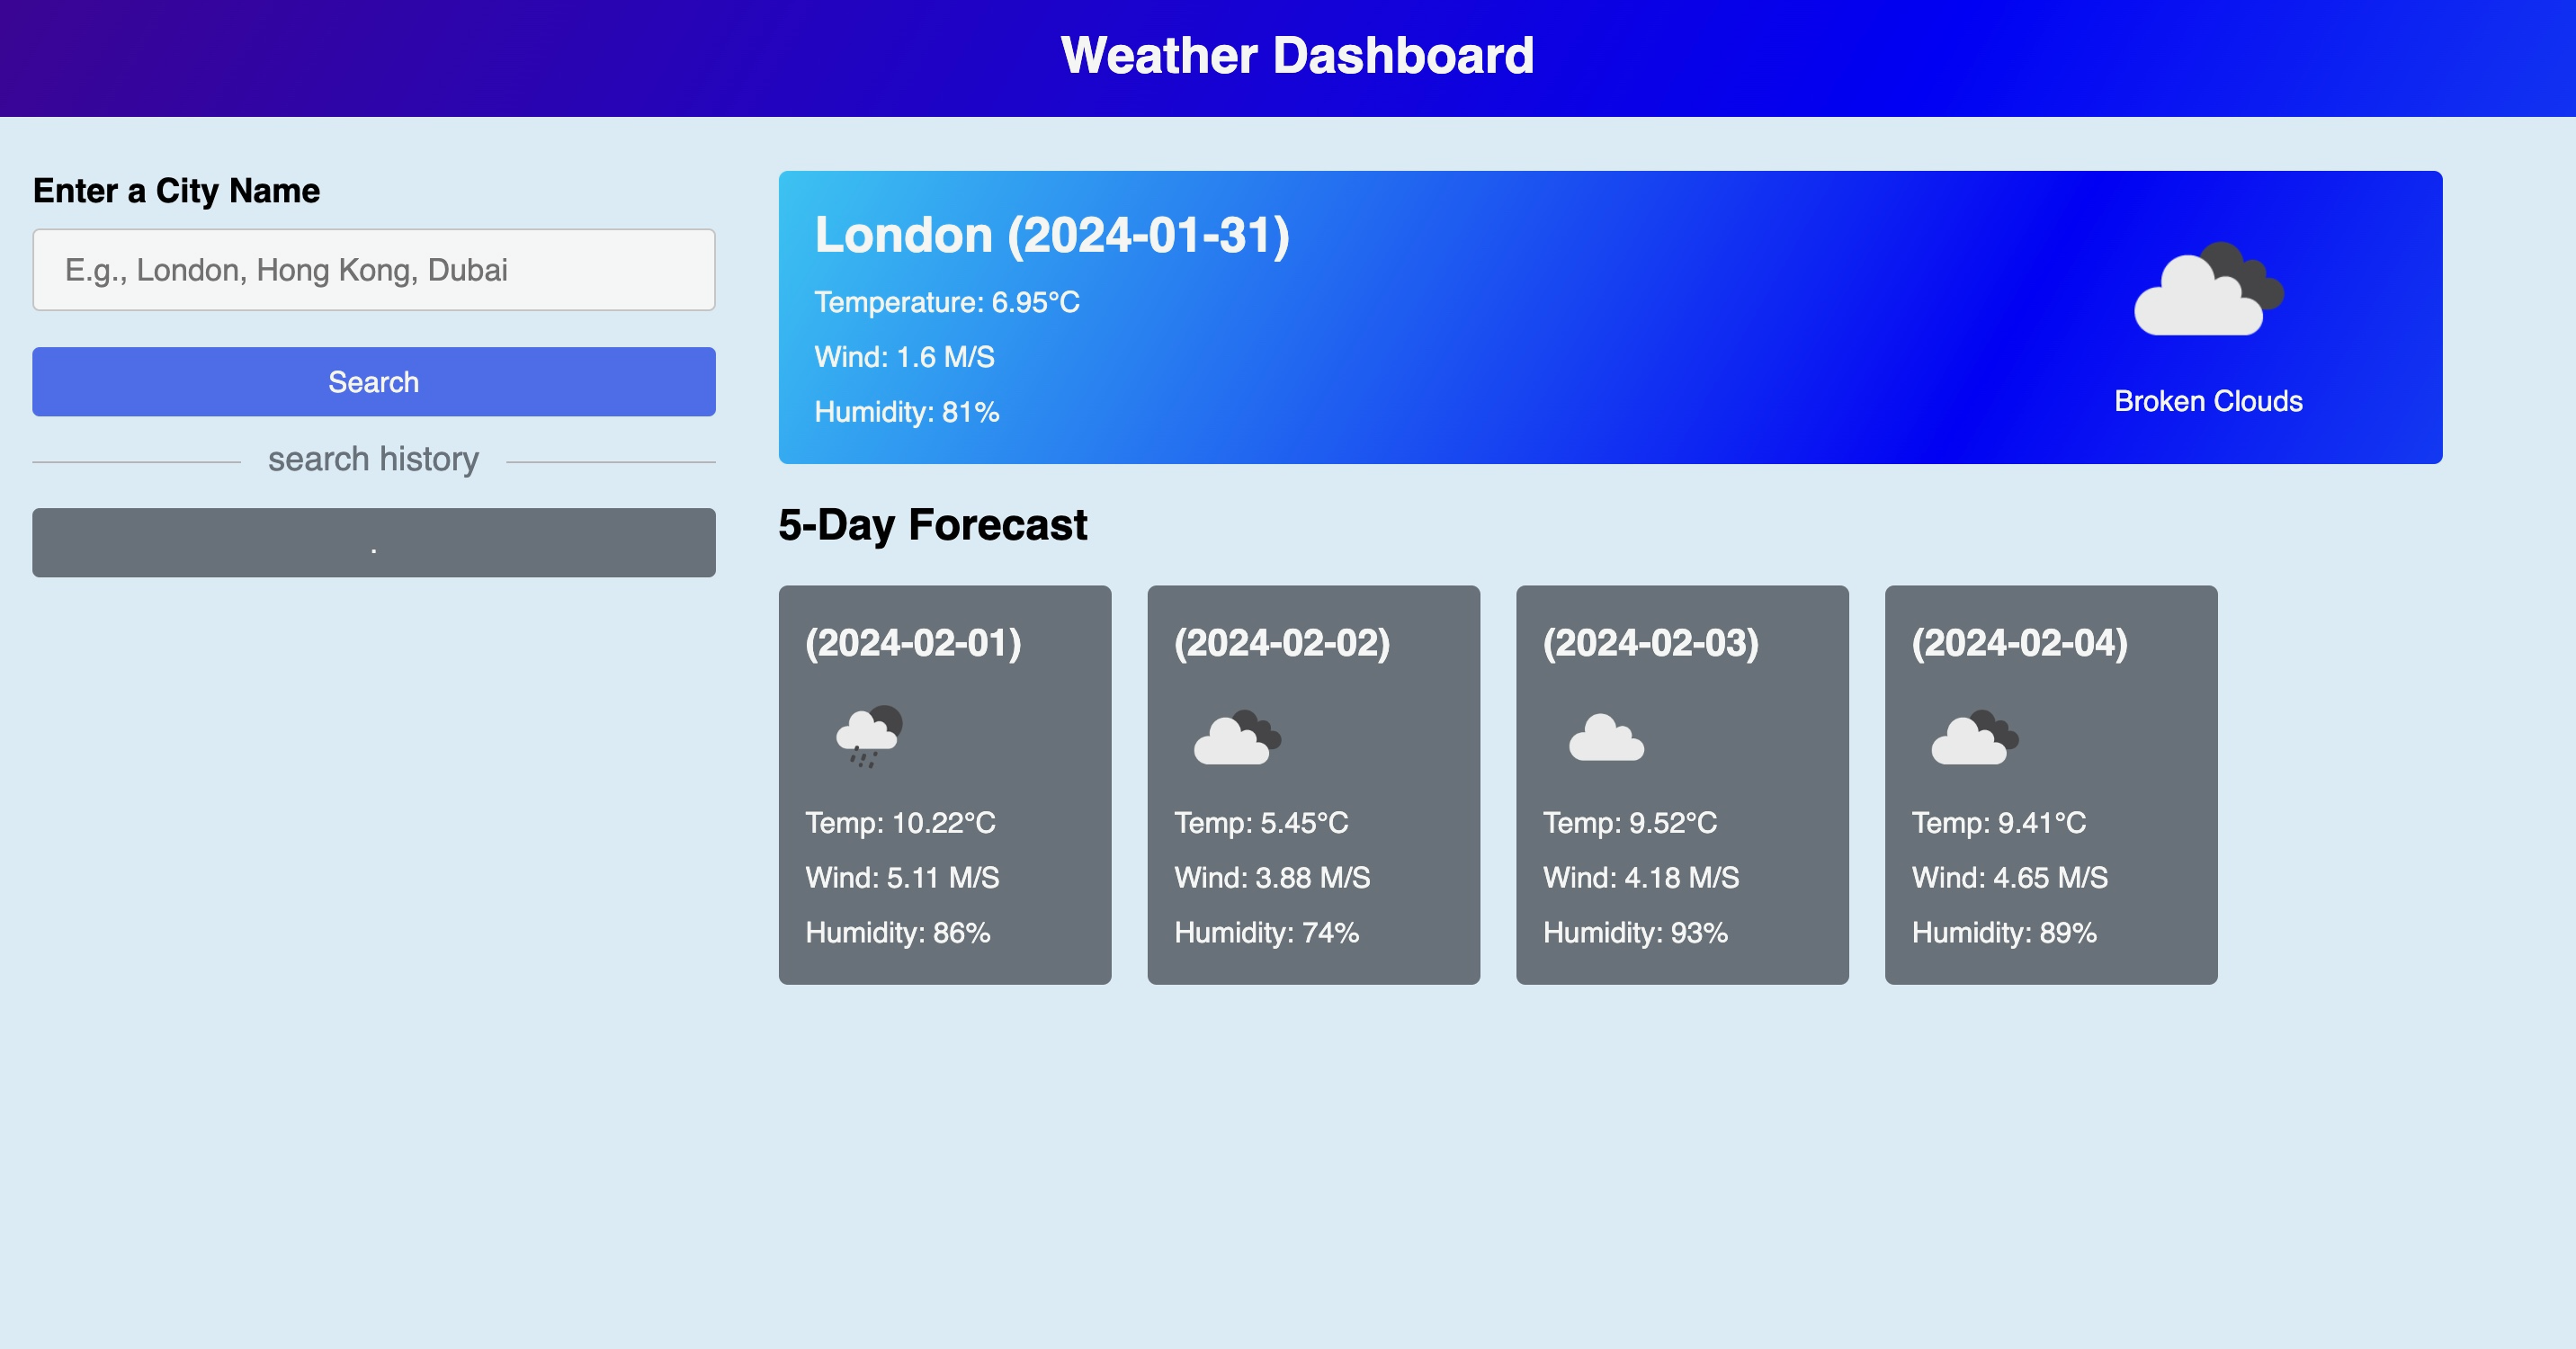 Weather Dashboard
Enter a City Name
E.g., London, Hong Kong, Dubai
Search
search history
.
London (2024-01-31)
Temperature: 6.95°C
Wind: 1.6 M/S
Humidity: 81%
Broken Clouds
5-Day Forecast
(2024-02-01)
Temp: 10.22°C
Wind: 5.11 M/S
Humidity: 86%
(2024-02-02)
Temp: 5.45°C
Wind: 3.88 M/S
Humidity: 74%
(2024-02-03)
Temp: 9.52°C
Wind: 4.18 M/S
Humidity: 93%
(2024-02-04)
Temp: 9.41°C
Wind: 4.65 M/S
Humidity: 89%